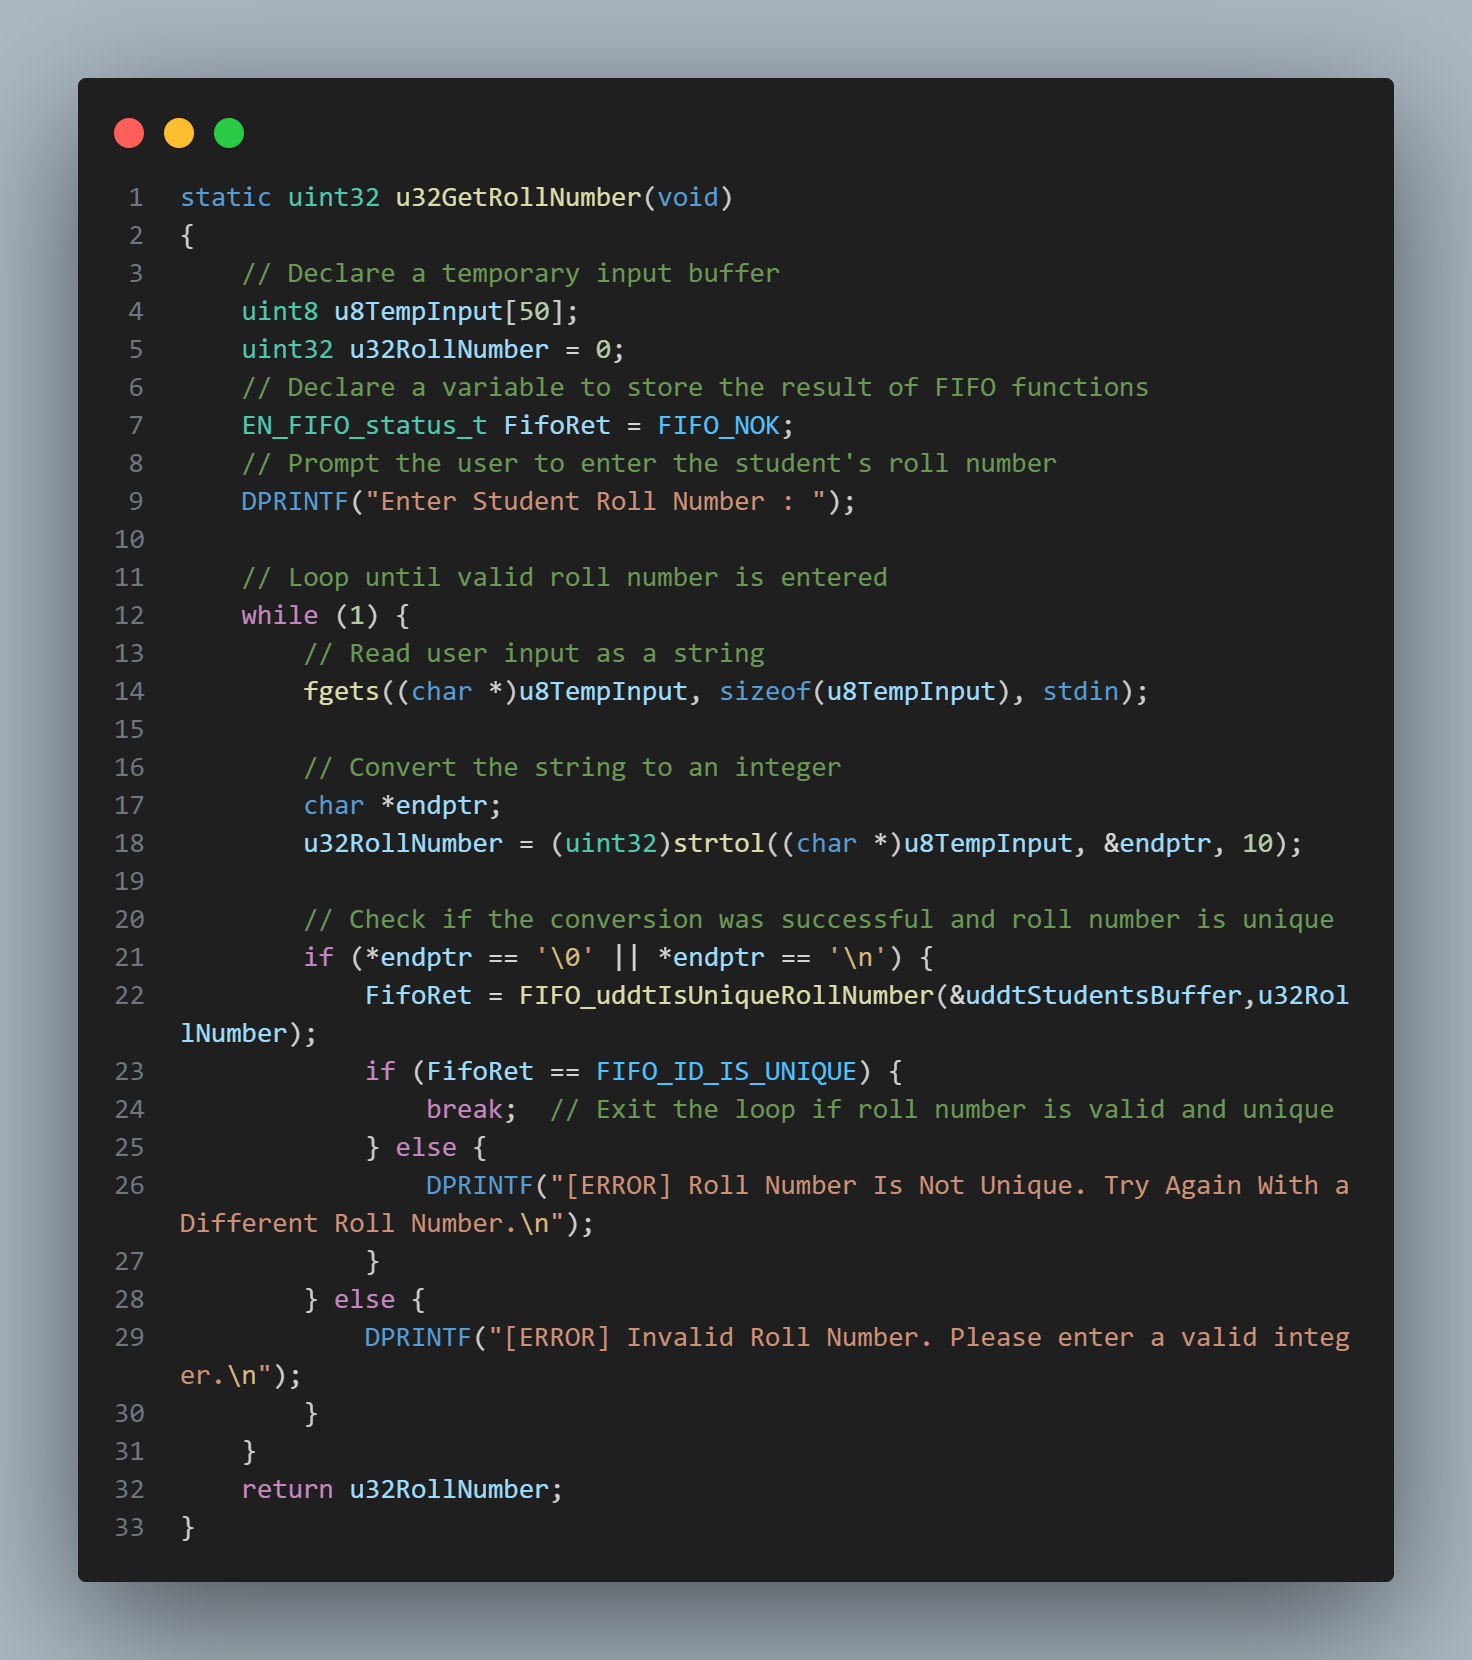 1 static uint32 u32GetRollNumber(void)
2 {
3     // Declare a temporary input buffer
4     uint8 u8TempInput[50];
5     uint32 u32RollNumber = 0;
6     // Declare a variable to store the result of FIFO functions
7     EN_FIFO_status_t FifoRet = FIFO_NOK;
8     // Prompt the user to enter the student's roll number
9     DPRINTF("Enter Student Roll Number : ");
10
11     // Loop until valid roll number is entered
12     while (1) {
13         // Read user input as a string
14         fgets((char *)u8TempInput, sizeof(u8TempInput), stdin);
15
16         // Convert the string to an integer
17         char *endptr;
18         u32RollNumber = (uint32)strtol((char *)u8TempInput, &endptr, 10);
19
20         // Check if the conversion was successful and roll number is unique
21         if (*endptr == '\0' || *endptr == '\n') {
22             FifoRet = FIFO_uddtIsUniqueRollNumber(&uddtStudentsBuffer,u32Rol
lNumber);
23             if (FifoRet == FIFO_ID_IS_UNIQUE) {
24                 break;  // Exit the loop if roll number is valid and unique
25             } else {
26                 DPRINTF("[ERROR] Roll Number Is Not Unique. Try Again With a
Different Roll Number.\n");
27             }
28         } else {
29             DPRINTF("[ERROR] Invalid Roll Number. Please enter a valid integ
er.\n");
30         }
31     }
32     return u32RollNumber;
33 }